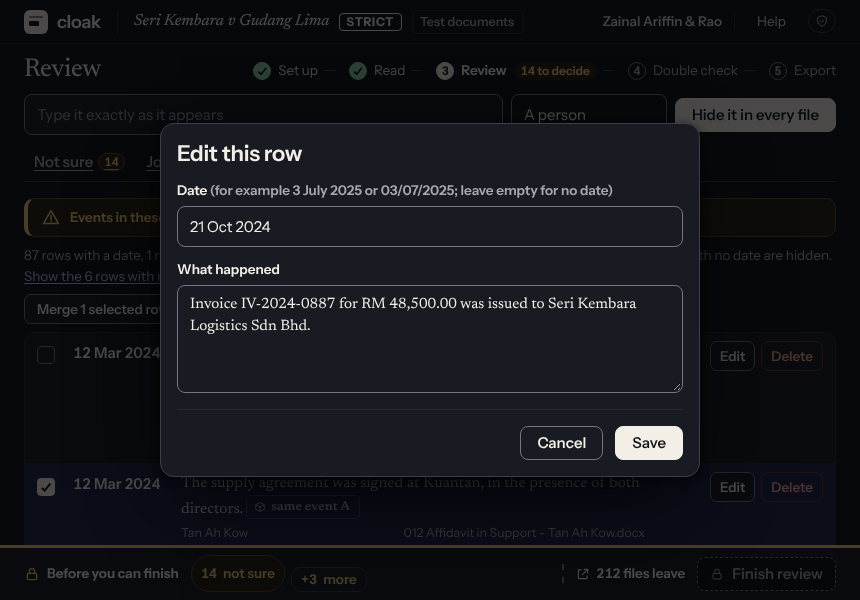 cloak
Seri Kembara v Gudang Lima
STRICT
Test documents
Zainal Ariffin & Rao
Help
Review
Set up
Read
3 Review
14 to decide
4 Double check
5 Export
Type it exactly as it appears
A person
Hide it in every file
Not sure 14
Events in these
87 rows with a date, 1
no date are hidden.
Show the 6 rows with
Merge 1 selected
Edit this row
Date (for example 3 July 2025 or 03/07/2025; leave empty for no date)
21 Oct 2024
What happened
Invoice IV-2024-0887 for RM 48,500.00 was issued to Seri Kembara
Logistics Sdn Bhd.
Cancel
Save
12 Mar 2024
Edit
Delete
12 Mar 2024
The supply agreement was signed at Kuantan, in the presence of both
directors.
same event A
Edit
Delete
Tan Ah Kow
012 Affidavit in Support - Tan Ah Kow.docx
Before you can finish
14 not sure
+3 more
212 files leave
Finish review